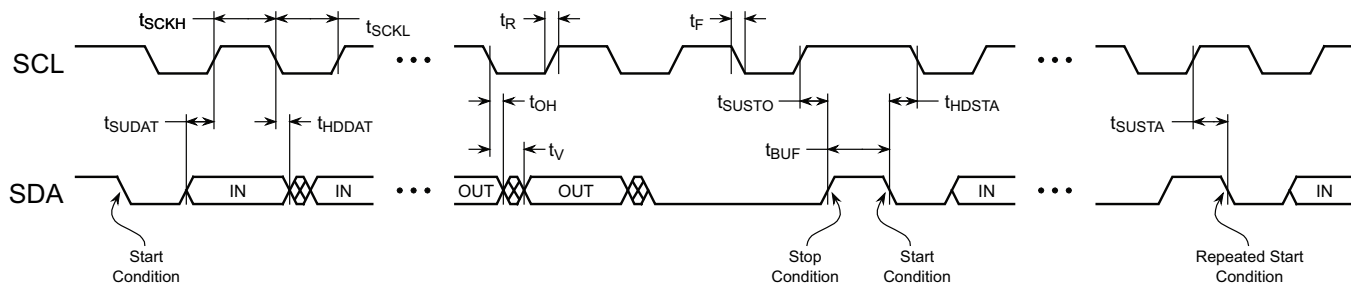 tSCKH
tSCKL
tR
tF
SCL
•••
•••
tSUDAT
tHDDAT
tOH
tV
tSUSTO
tHDSTA
tBUF
tSUSTA
SDA
IN
IN
•••
OUT
OUT
IN
•••
IN
Start
Condition
Stop
Condition
Start
Condition
Repeated Start
Condition